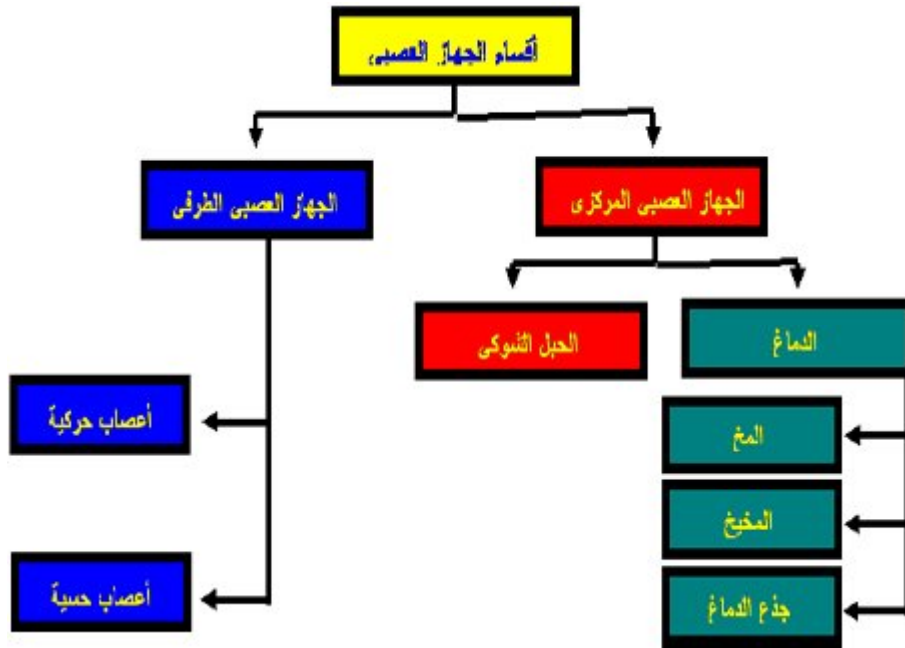 أقسام الجهاز العصبى
الجهاز العصبى المركزى
الجهاز العصبى الطرفى
الدماغ
الحبل الشوكى
المخ
المخيخ
جذع الدماغ
أعصاب حركية
أعصاب حسية